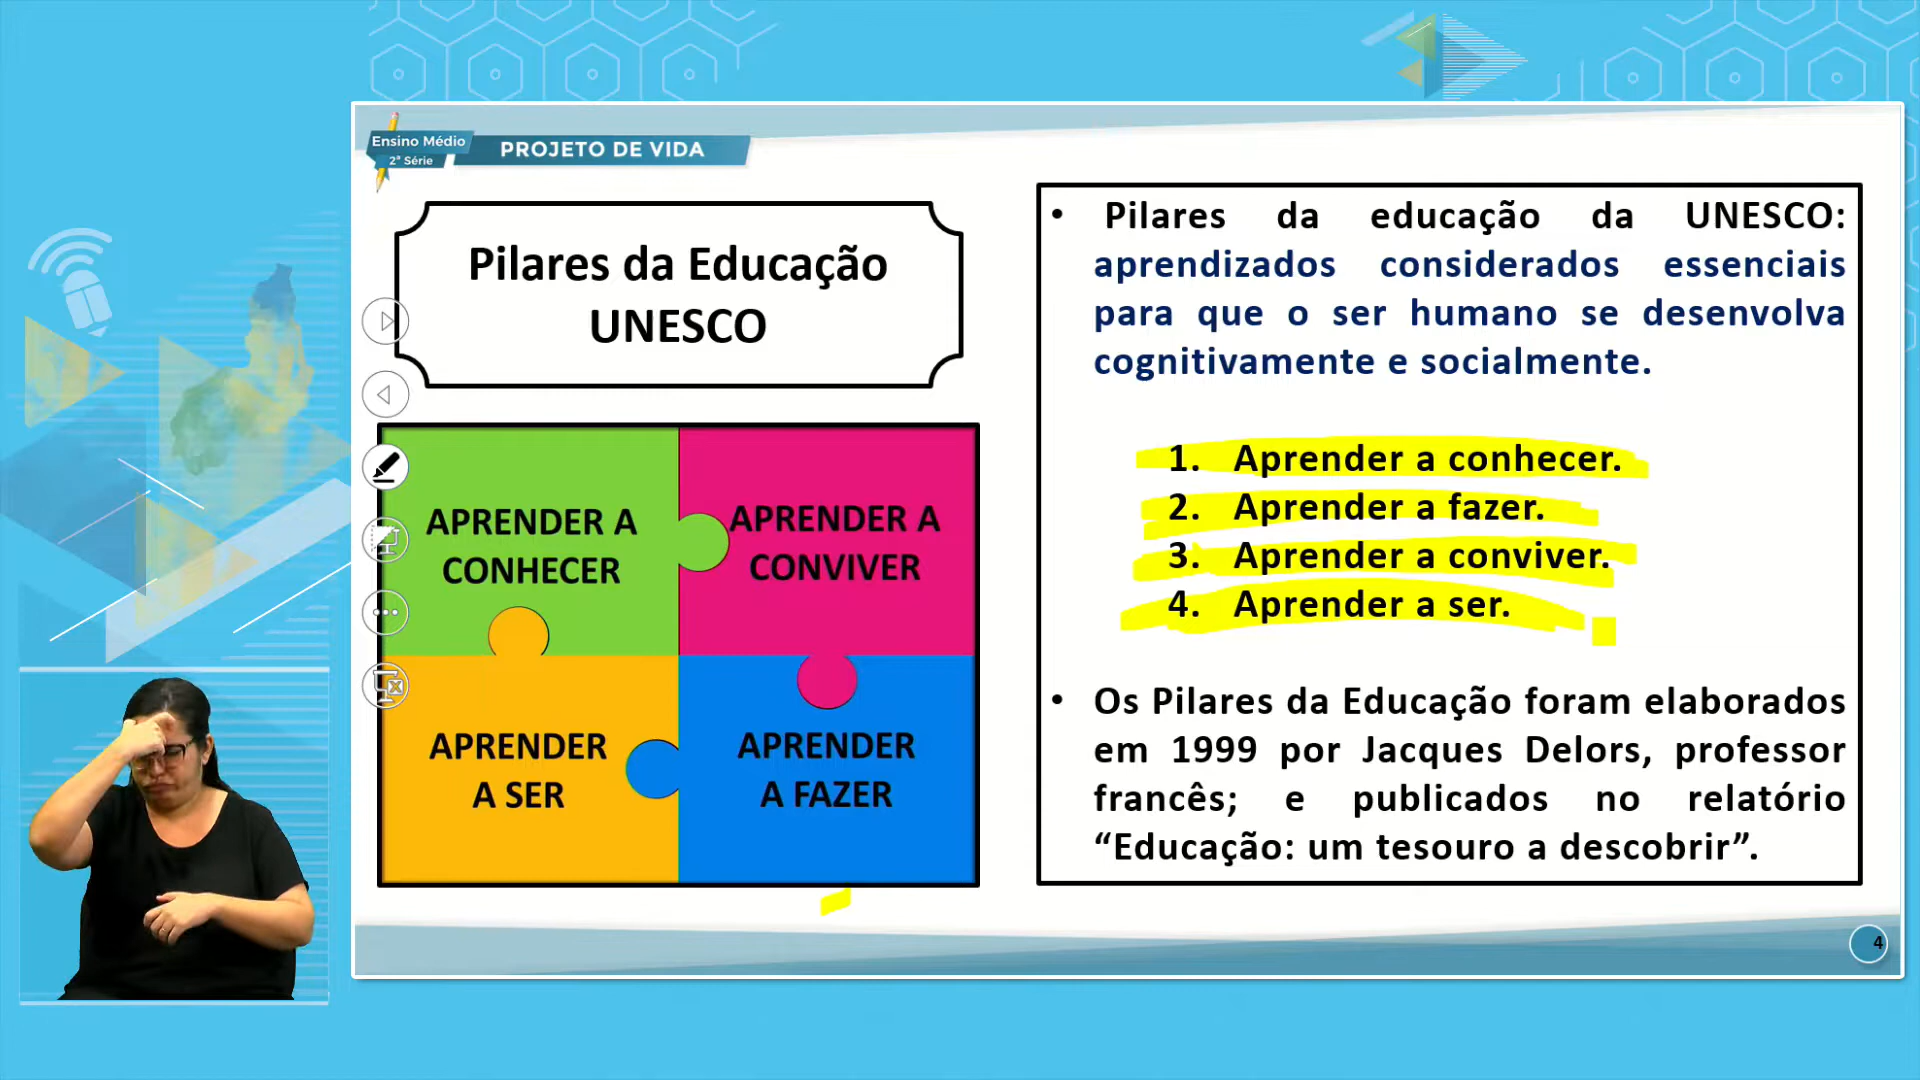 Ensino Médio
2ª Série
PROJETO DE VIDA
Pilares da Educação
UNESCO
APRENDER A
CONHECER
APRENDER A
CONVIVER
APRENDER
A SER
APRENDER
A FAZER
• Pilares da educação da UNESCO:
aprendizados considerados essenciais
para que o ser humano se desenvolva
cognitivamente e socialmente.
1. Aprender a conhecer.
2. Aprender a fazer.
3. Aprender a conviver.
4. Aprender a ser.
• Os Pilares da Educação foram elaborados
em 1999 por Jacques Delors, professor
francês; e publicados no relatório
“Educação: um tesouro a descobrir”.
4